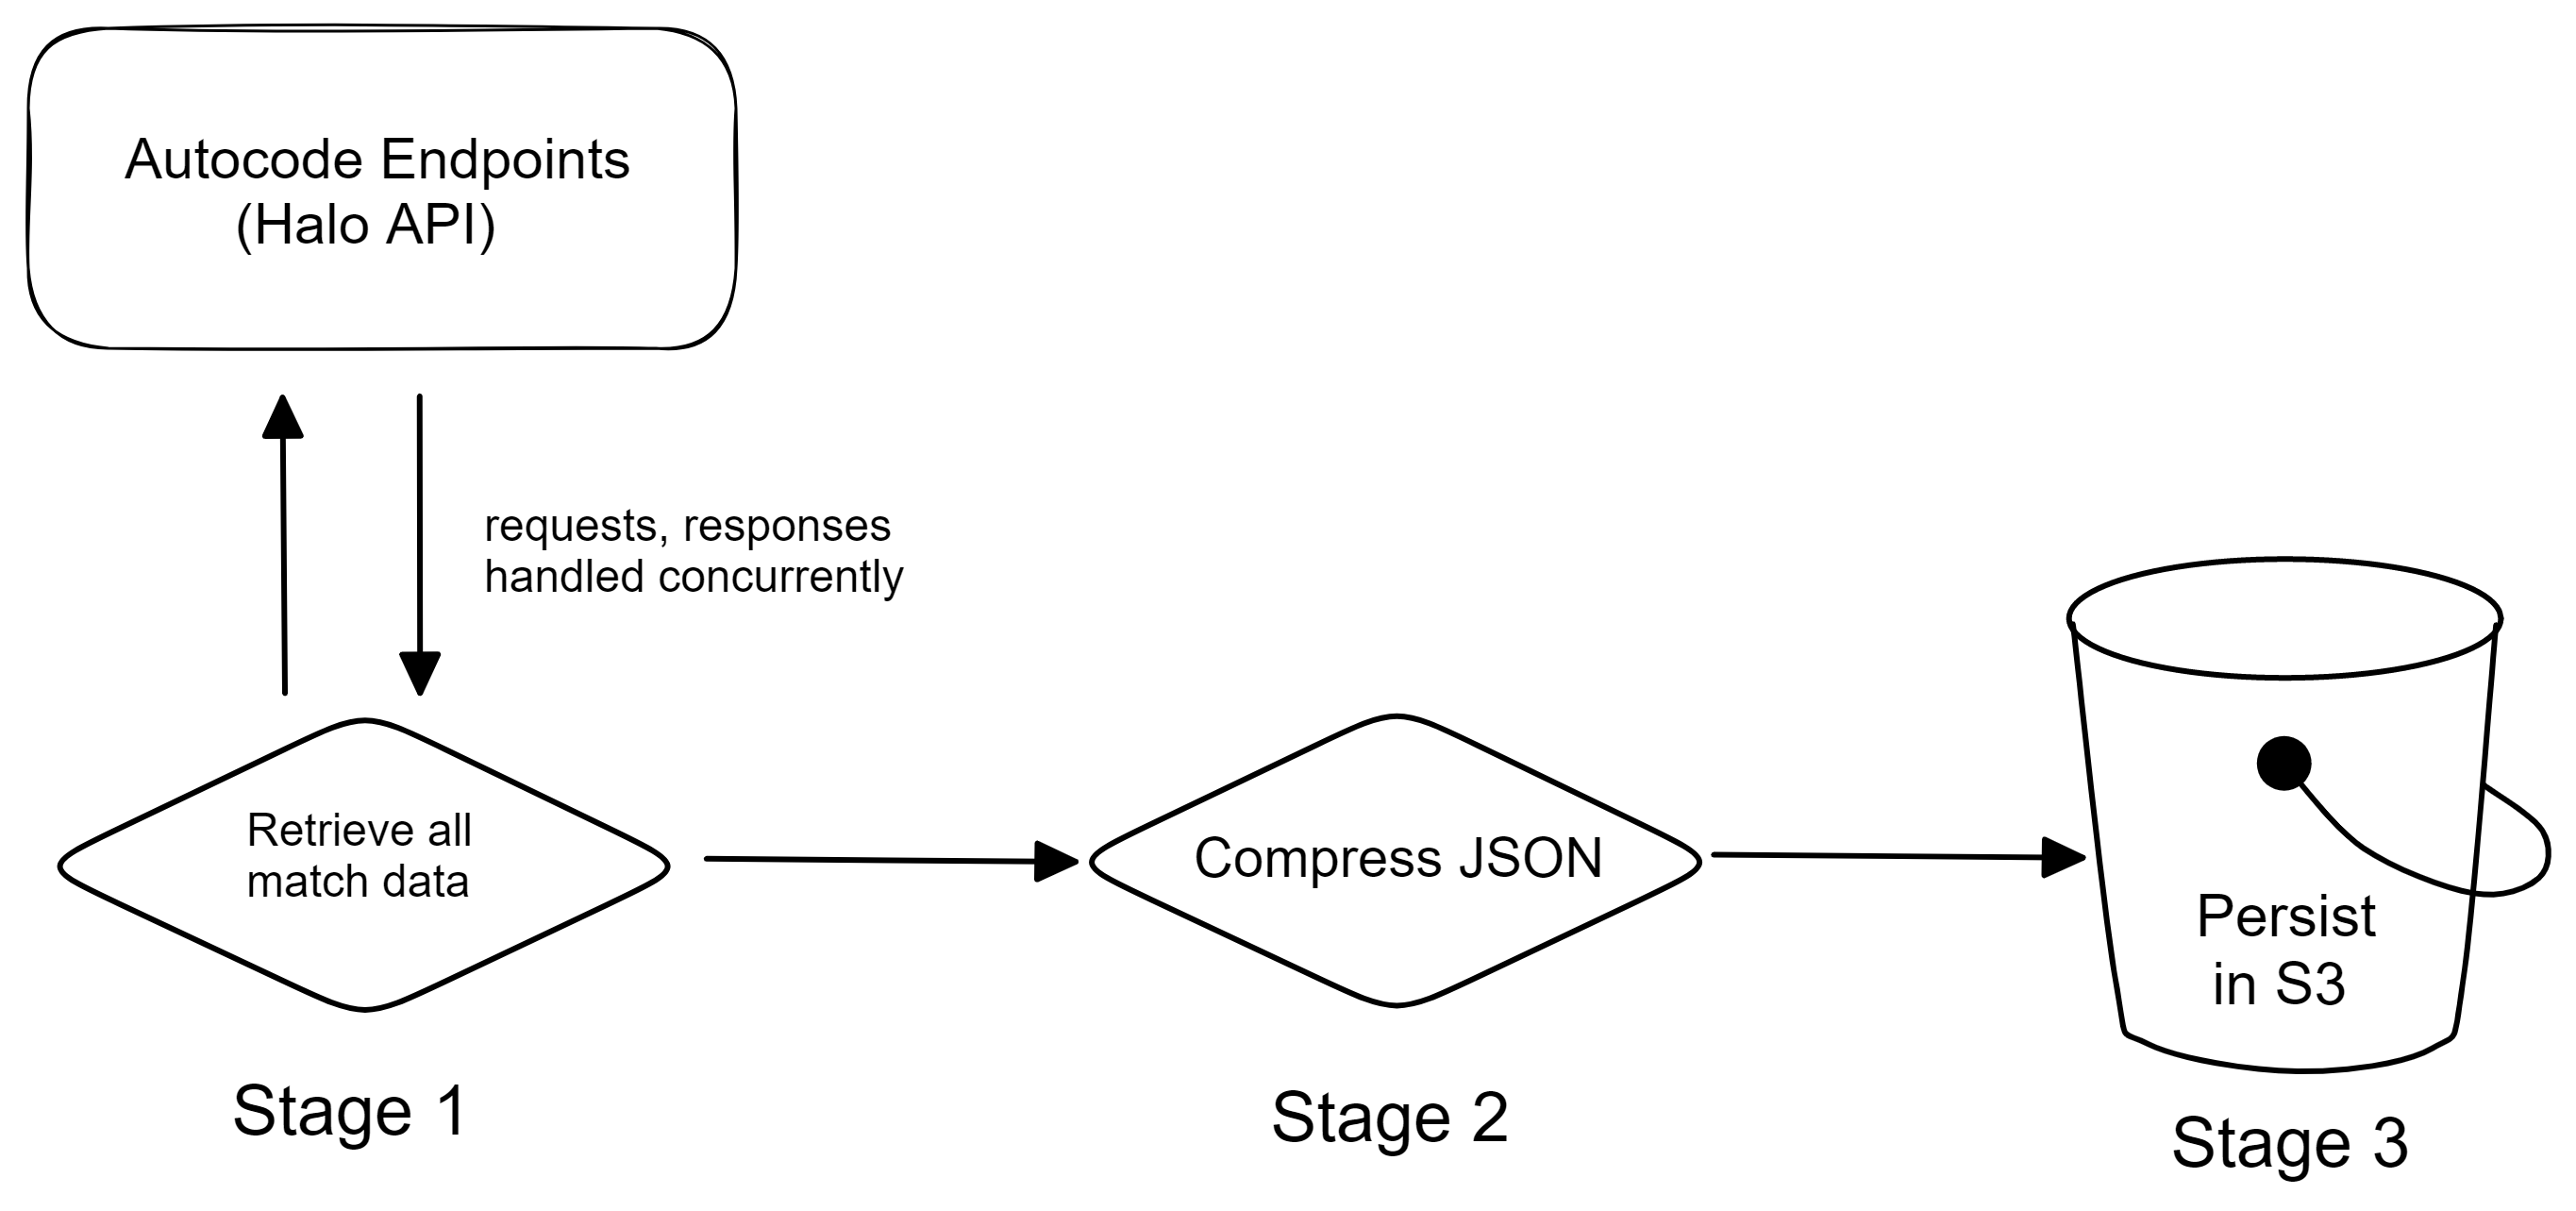 Autocode Endpoints
(Halo API)
requests, responses
handled concurrently
Retrieve all
match data
Compress JSON
Persist
in S3
Stage 1
Stage 2
Stage 3